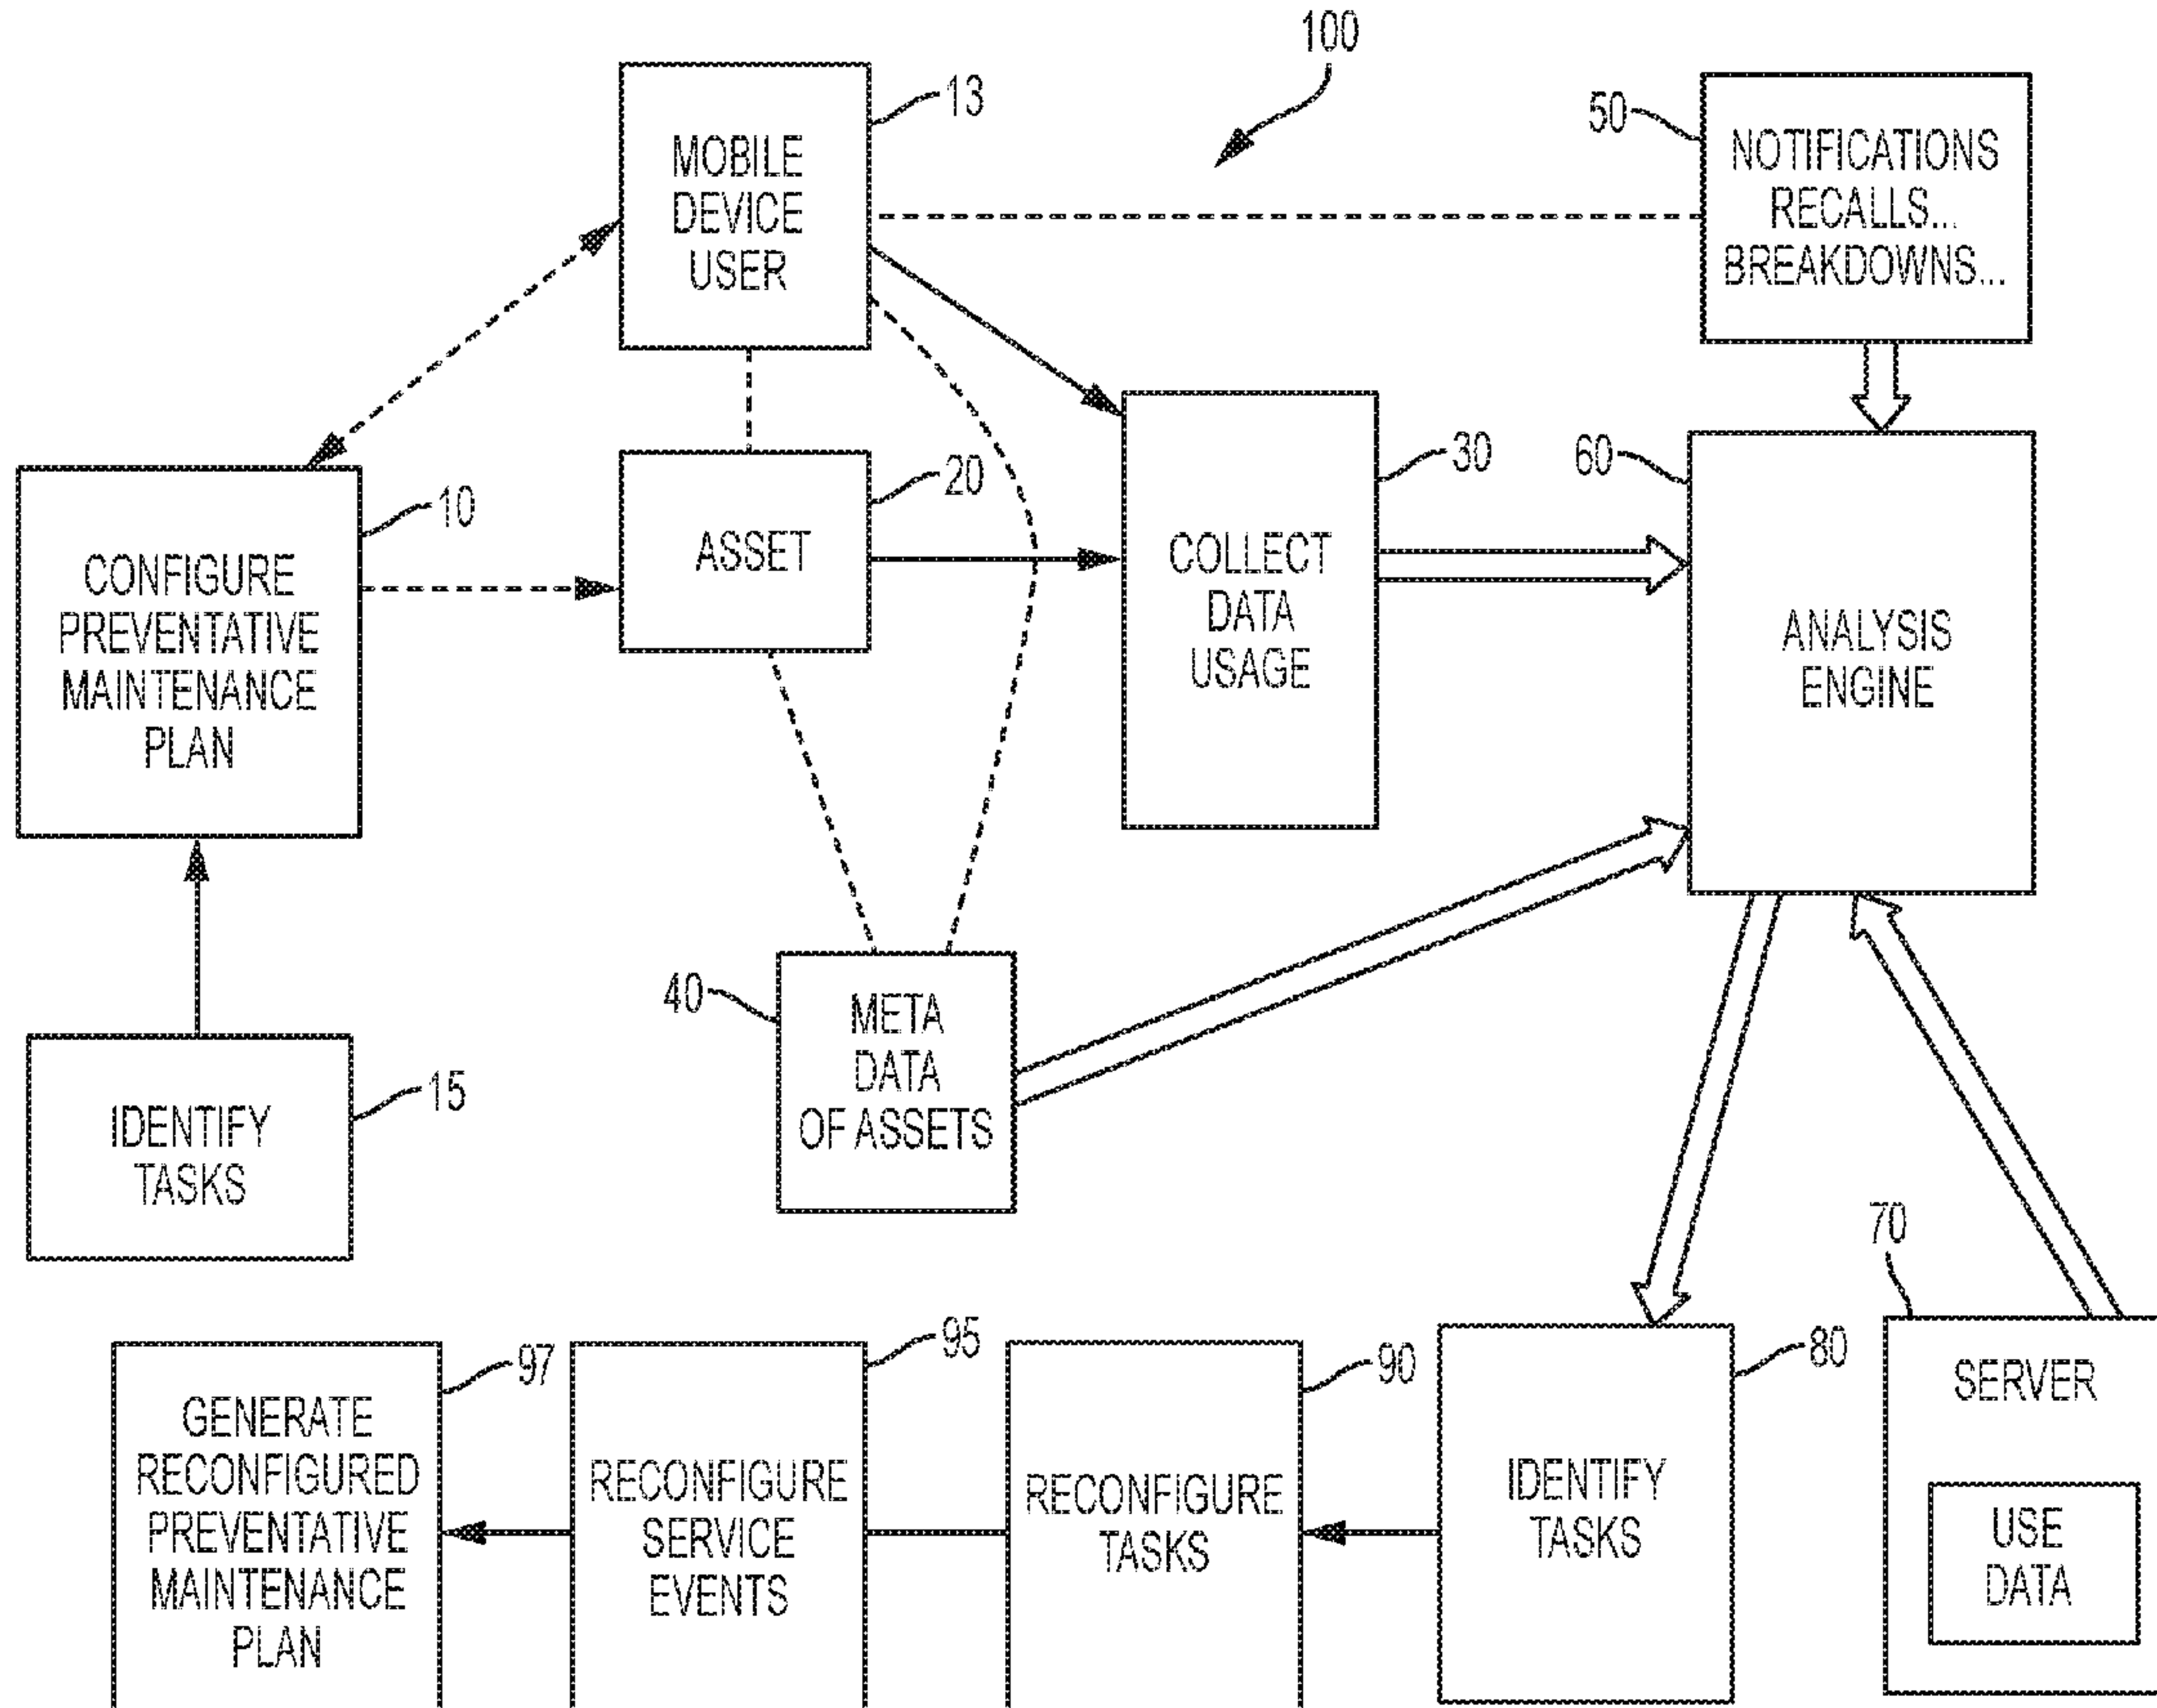 100
13
MOBILE
DEVICE
USER
50
NOTIFICATIONS
RECALLS...
BREAKDOWNS...
10
CONFIGURE
PREVENTATIVE
MAINTENANCE
PLAN
20
ASSET
30
COLLECT
DATA
USAGE
60
ANALYSIS
ENGINE
15
IDENTIFY
TASKS
40
META
DATA
OF ASSETS
97
GENERATE
RECONFIGURED
PREVENTATIVE
MAINTENANCE
PLAN
95
RECONFIGURE
SERVICE
EVENTS
90
RECONFIGURE
TASKS
80
IDENTIFY
TASKS
70
SERVER
USE
DATA